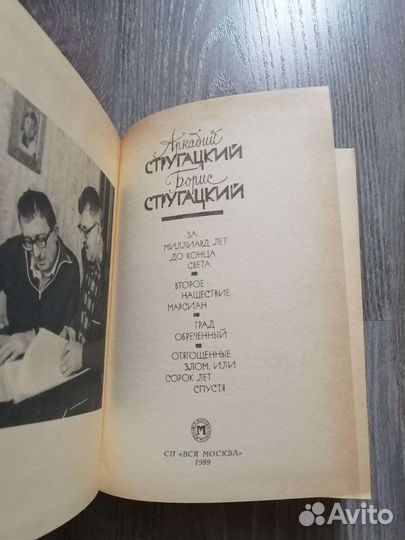 Аркадий
СТРУГАЦКИЙ
Борис
СТРУГАЦКИЙ
ЗА
МИЛЛИАРД ЛЕТ
ДО КОНЦА
СВЕТА
ВТОРОЕ
НАШЕСТВИЕ
МАРСИАН
ГРАД
ОБРЕЧЕННЫЙ
ОТЯГОЩЕННЫЕ
ЗЛОМ, ИЛИ
СОРОК ЛЕТ
СПУСТЯ
М
СП «ВСЯ МОСКВА»
1989
Avito